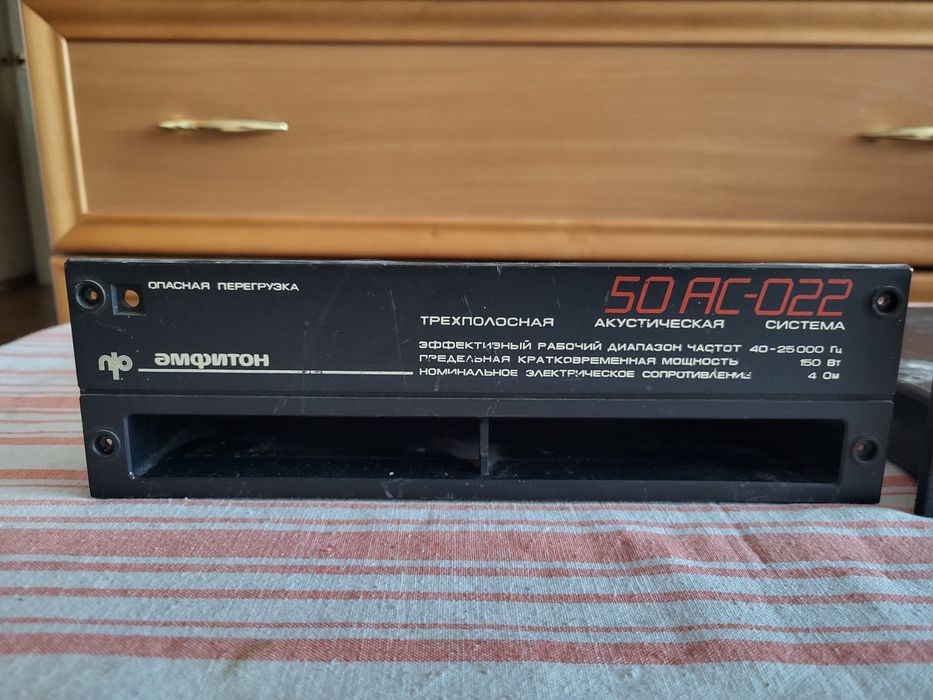 ОПАСНАЯ ПЕРЕГРУЗКА
50 АС-022
ТРЕХПОЛОСНАЯ АКУСТИЧЕСКАЯ СИСТЕМА
ЭФФЕКТИВНЫЙ РАБОЧИЙ ДИАПАЗОН ЧАСТОТ 40-25000 Гц
ПРЕДЕЛЬНАЯ КРАТКОВРЕМЕННАЯ МОЩНОСТЬ 150 Вт
НОМИНАЛЬНОЕ ЭЛЕКТРИЧЕСКОЕ СОПРОТИВЛЕНИЕ 4 Ом
амфитон